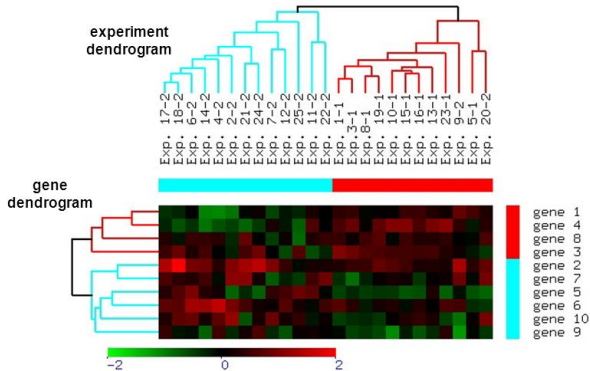 experiment
dendrogram
Exp. 17-2
Exp. 18-2
Exp. 6-2
Exp. 14-2
Exp. 4-2
Exp. 2-2
Exp. 21-2
Exp. 24-2
Exp. 7-2
Exp. 12-2
Exp. 25-2
Exp. 11-2
Exp. 22-2
Exp. 1-1
Exp. 3-1
Exp. 8-1
Exp. 19-1
Exp. 10-1
Exp. 15-1
Exp. 16-1
Exp. 13-1
Exp. 23-1
Exp. 9-2
Exp. 5-1
Exp. 20-2
gene
dendrogram
gene 1
gene 4
gene 8
gene 3
gene 2
gene 7
gene 5
gene 6
gene 10
gene 9
-2 0 2